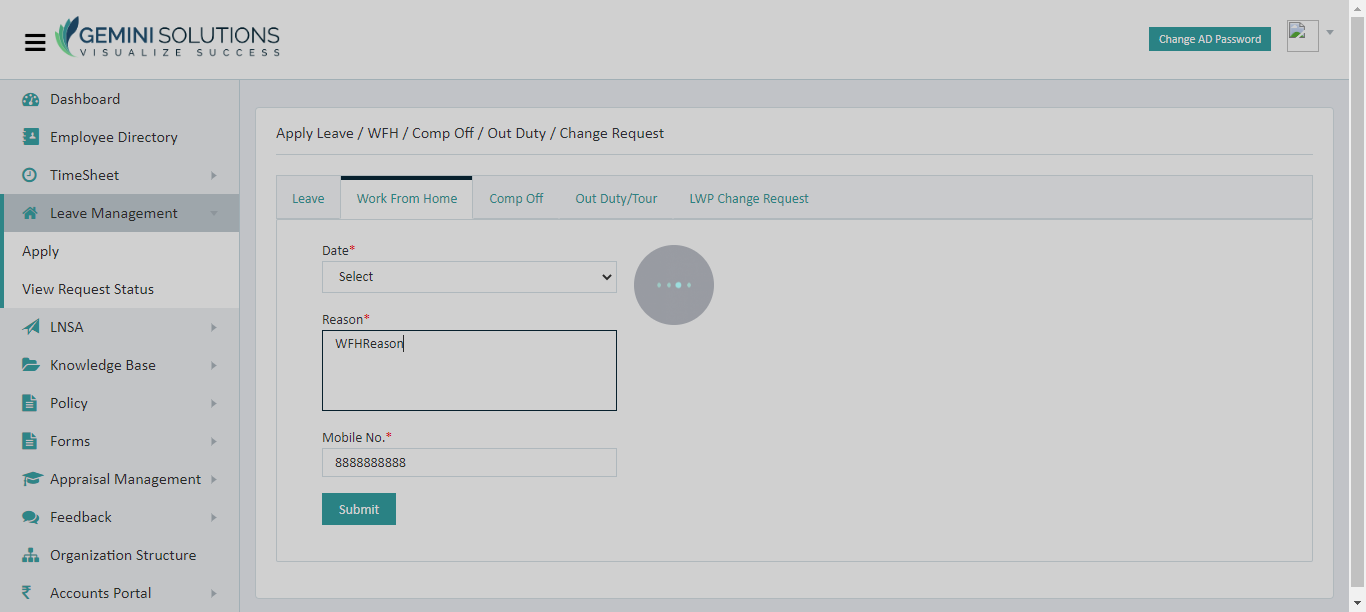 GEMINI SOLUTIONS
VISUALIZE SUCCESS
Change AD Password
Dashboard
Employee Directory
TimeSheet
Leave Management
Apply
View Request Status
LNSA
Knowledge Base
Policy
Forms
Appraisal Management
Feedback
Organization Structure
Accounts Portal
Apply Leave / WFH / Comp Off / Out Duty / Change Request
Leave Work From Home Comp Off Out Duty/Tour LWP Change Request
Date*
Select
Reason*
WFHReason
Mobile No.*
8888888888
Submit